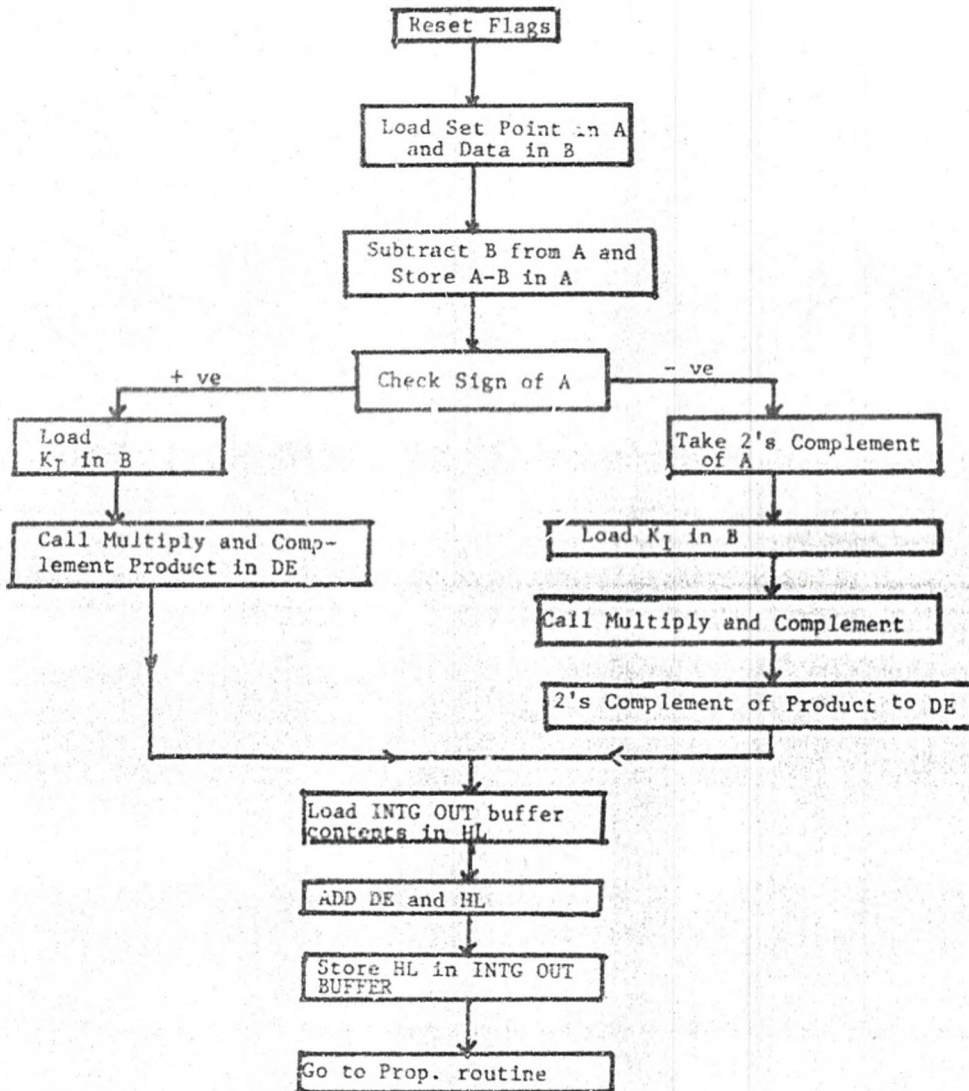 Reset Flags
Load Set Point in A
and Data in B
Subtract B from A and
Store A-B in A
Check Sign of A
+ ve
- ve
Load
K_I in B
Call Multiply and Comp-
lement Product in DE
Take 2's Complement
of A
Load K_I in B
Call Multiply and Complement
2's Complement of Product to DE
Load INTG OUT buffer
contents in HL
ADD DE and HL
Store HL in INTG OUT
BUFFER
Go to Prop. routine